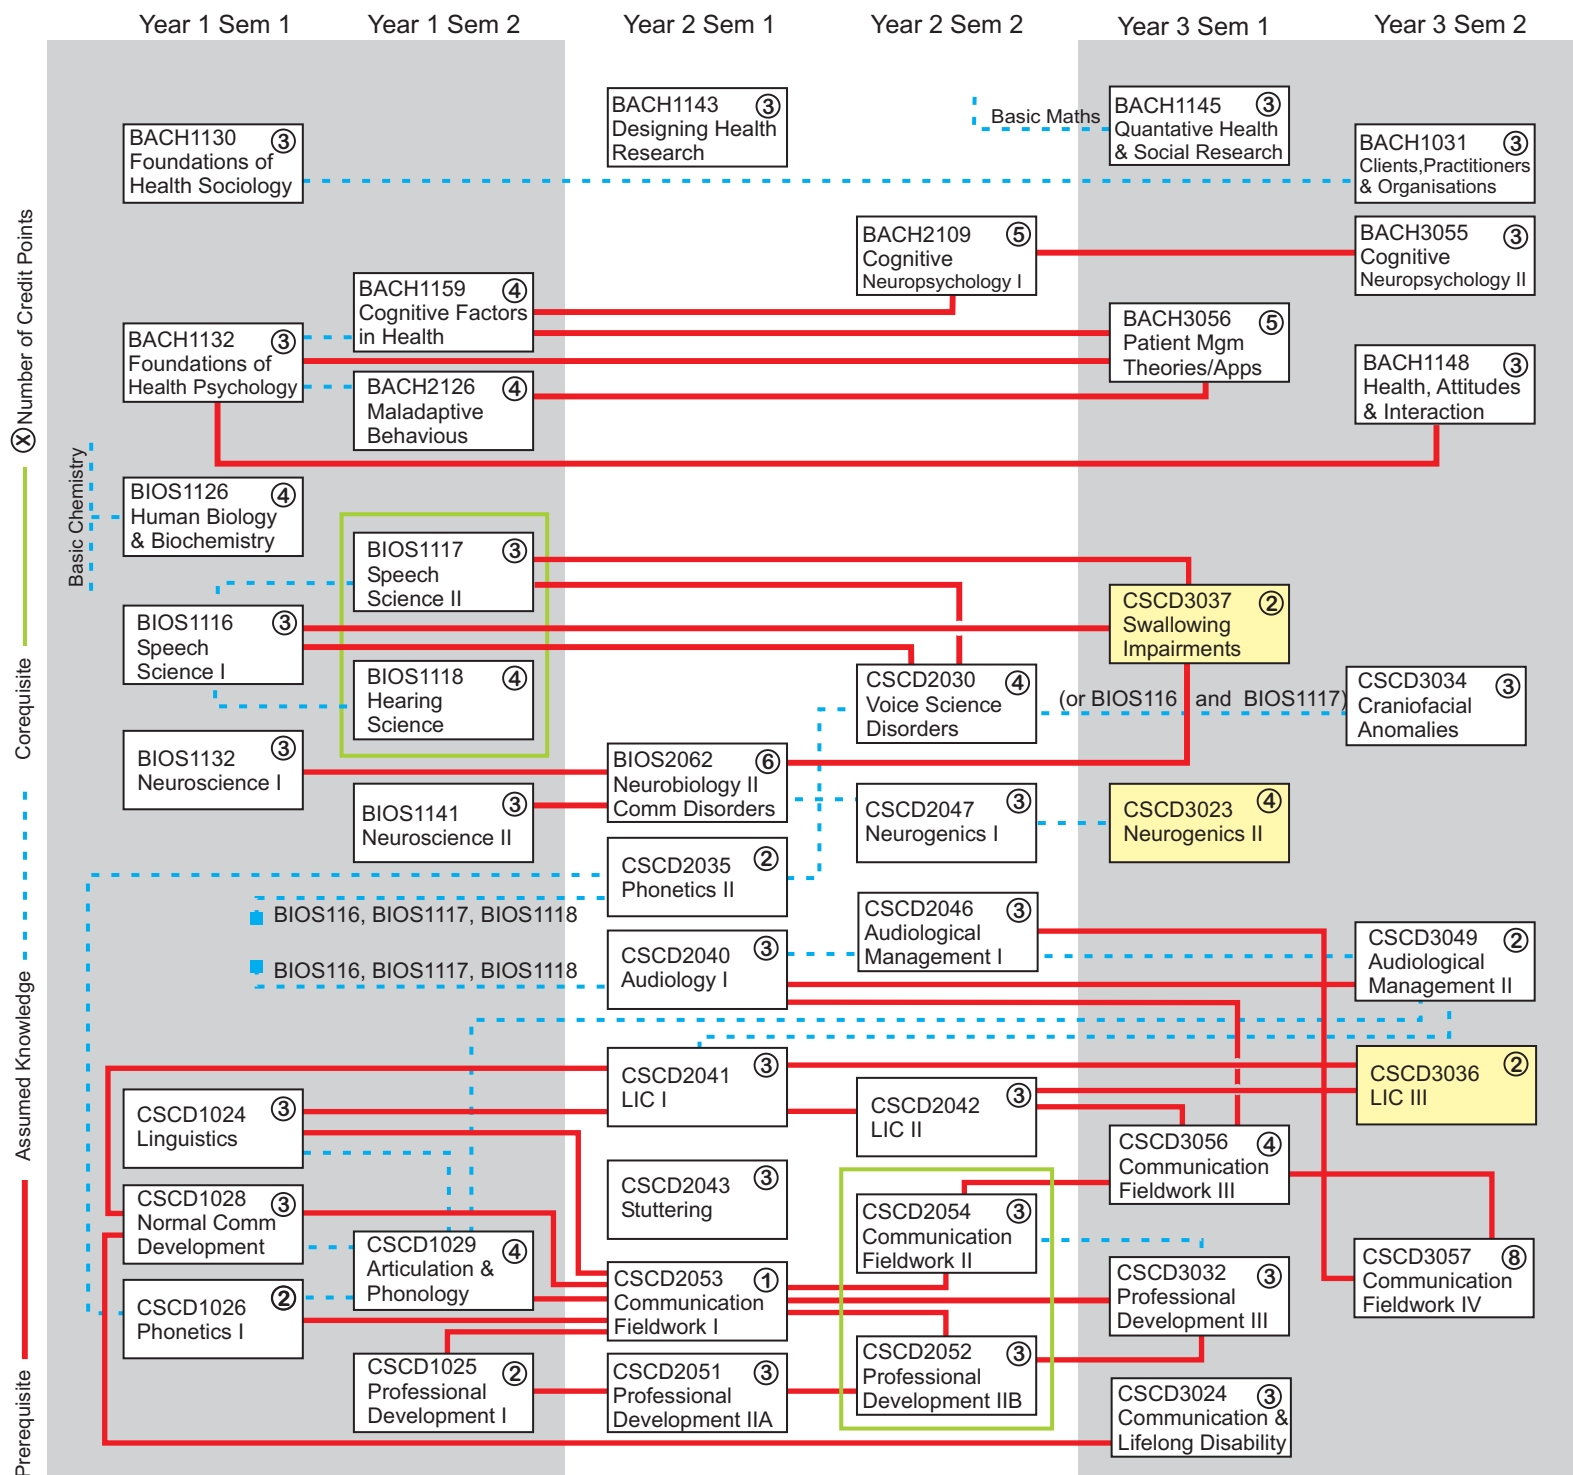 Year 1 Sem 1
Year 1 Sem 2
Year 2 Sem 1
Year 2 Sem 2
Year 3 Sem 1
Year 3 Sem 2
Prerequisite
Assumed Knowledge
Corequisite
Ⓧ Number of Credit Points
BACH1130 ③
Foundations of
Health Sociology
BACH1132 ③
Foundations of
Health Psychology
Basic Chemistry
BIOS1126 ④
Human Biology
& Biochemistry
BIOS1116 ③
Speech
Science I
BIOS1132 ③
Neuroscience I
CSCD1024 ③
Linguistics
CSCD1028 ③
Normal Comm
Development
CSCD1026 ②
Phonetics I
BACH1159 ④
Cognitive Factors
in Health
BACH2126 ④
Maladaptive
Behavious
BIOS1117 ③
Speech
Science II
BIOS1118 ④
Hearing
Science
BIOS1141 ③
Neuroscience II
BIOS116, BIOS1117, BIOS1118
BIOS116, BIOS1117, BIOS1118
CSCD1029 ④
Articulation &
Phonology
CSCD1025 ②
Professional
Development I
BACH1143 ③
Designing Health
Research
BIOS2062 ⑥
Neurobiology II
Comm Disorders
CSCD2035 ②
Phonetics II
CSCD2040 ③
Audiology I
CSCD2041 ③
LIC I
CSCD2043 ③
Stuttering
CSCD2053 ①
Communication
Fieldwork I
CSCD2051 ③
Professional
Development IIA
BACH2109 ⑤
Cognitive
Neuropsychology I
CSCD2030 ④
Voice Science
Disorders
CSCD2047 ③
Neurogenics I
CSCD2046 ③
Audiological
Management I
CSCD2042 ③
LIC II
CSCD2054 ③
Communication
Fieldwork II
CSCD2052 ③
Professional
Development IIB
Basic Maths
BACH1145 ③
Quantative Health
& Social Research
BACH3056 ⑤
Patient Mgm
Theories/Apps
CSCD3037 ②
Swallowing
Impairments
(or BIOS116 and BIOS1117)
CSCD3023 ④
Neurogenics II
CSCD3056 ④
Communication
Fieldwork III
CSCD3032 ③
Professional
Development III
CSCD3024 ③
Communication &
Lifelong Disability
BACH1031 ③
Clients,Practitioners
& Organisations
BACH3055 ③
Cognitive
Neuropsychology II
BACH1148 ③
Health, Attitudes
& Interaction
CSCD3034 ③
Craniofacial
Anomalies
CSCD3049 ②
Audiological
Management II
CSCD3036 ②
LIC III
CSCD3057 ⑧
Communication
Fieldwork IV